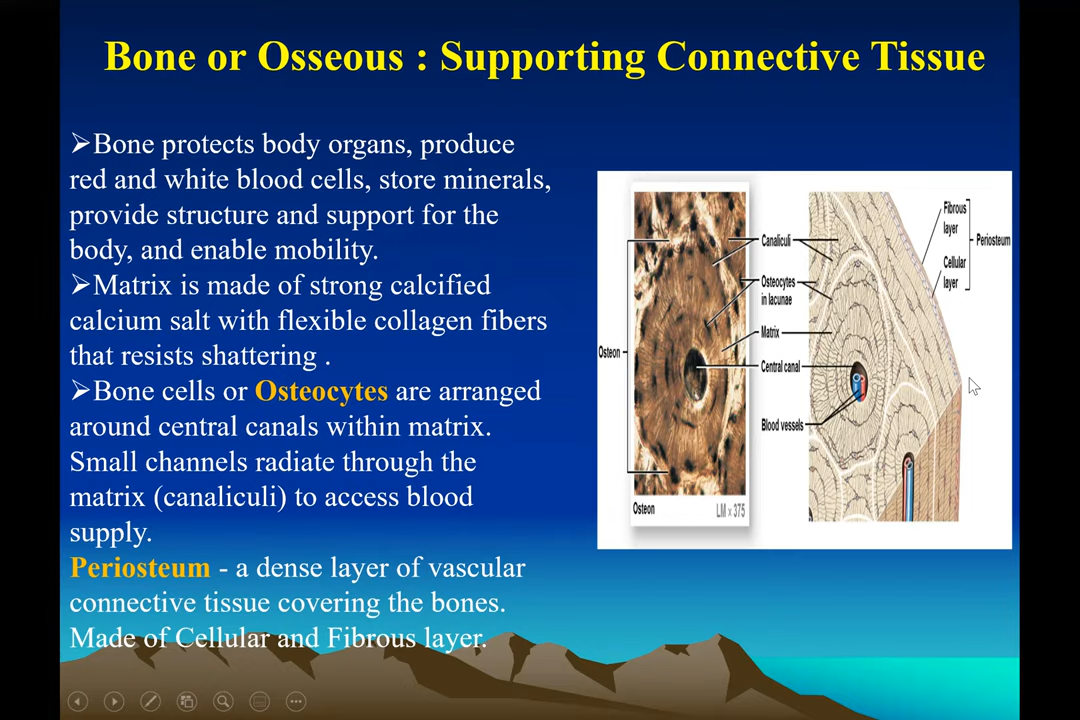 Bone or Osseous : Supporting Connective Tissue
➢Bone protects body organs, produce
red and white blood cells, store minerals,
provide structure and support for the
body, and enable mobility.
➢Matrix is made of strong calcified
calcium salt with flexible collagen fibers
that resists shattering .
➢Bone cells or Osteocytes are arranged
around central canals within matrix.
Small channels radiate through the
matrix (canaliculi) to access blood
supply.
Periosteum - a dense layer of vascular
connective tissue covering the bones.
Made of Cellular and Fibrous layer.
Osteon
Canaliculi
Osteocytes
in lacunae
Matrix
Central canal
Blood vessels
Osteon
LM x 375
Fibrous
layer
Periosteum
Cellular
layer